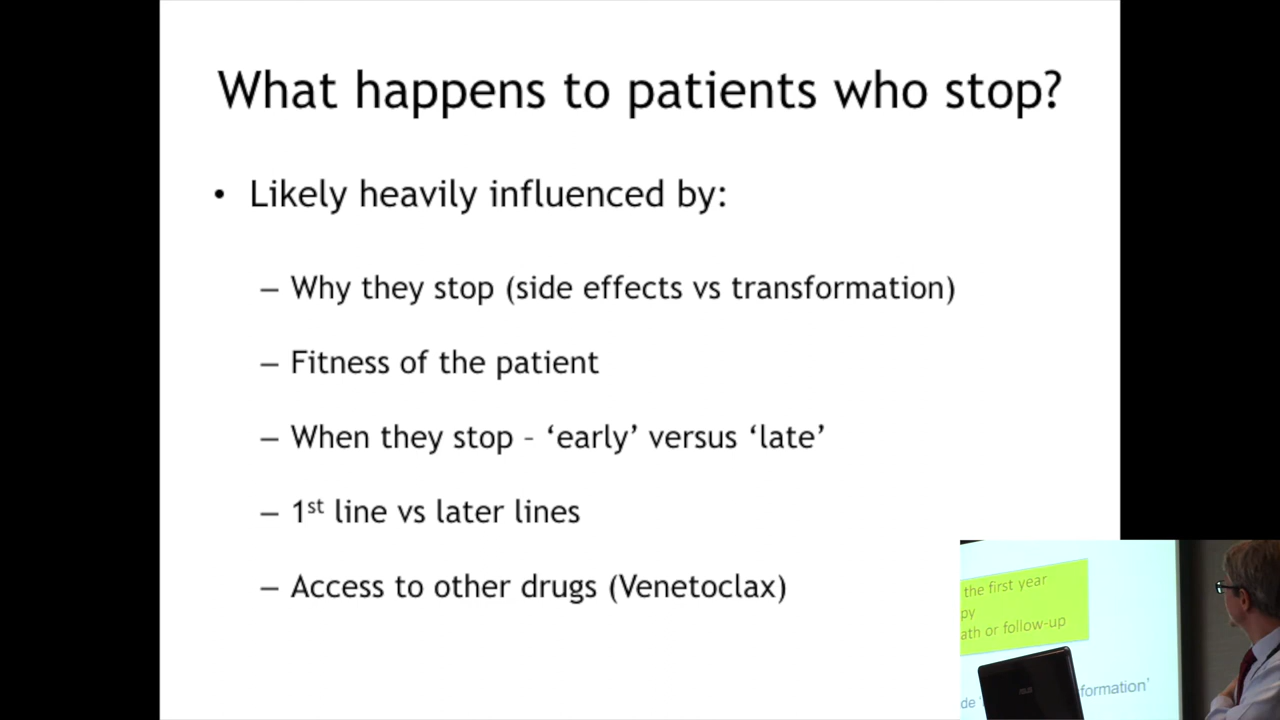 What happens to patients who stop?
• Likely heavily influenced by:
– Why they stop (side effects vs transformation)
– Fitness of the patient
– When they stop – ‘early’ versus ‘late’
– 1st line vs later lines
– Access to other drugs (Venetoclax)
the first year
py
ath or follow-up
de
formation’
ASUS